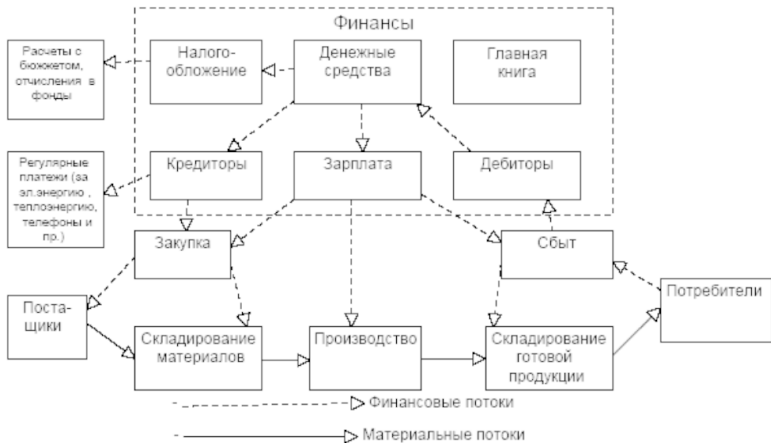 Финансы
Расчеты с
бюжкетом,
отчисления в
фонды
Налого-
обложение
Денежные
средства
Главная
книга
Регулярные
платежи (за
эл.энергию ,
теплоэнергию,
телефоны и
пр.)
Кредиторы
Зарплата
Дебиторы
Закупка
Сбыт
Поста-
щики
Складирование
материалов
Производство
Складирование
готовой
продукции
Потребители
Финансовые потоки
Материальные потоки